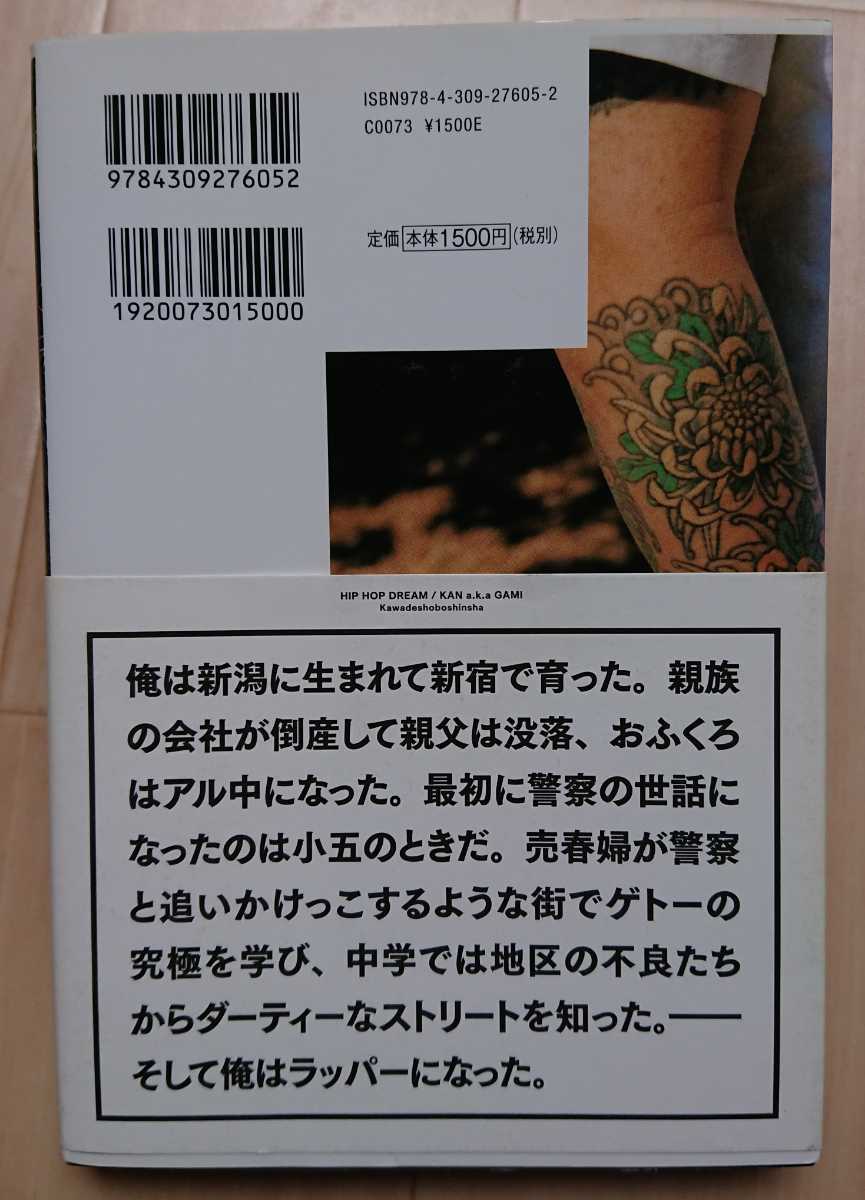 ISBN978-4-309-27605-2
C0073 ¥1500E
9784309276052
定価 本体1500円(税別)
1920073015000
HIP HOP DREAM / KAN a.k.a GAMI
Kawadeshoboshinsha
俺は新潟に生まれて新宿で育った。親族
の会社が倒産して親父は没落、おふくろ
はアル中になった。最初に警察の世話に
なったのは小五のときだ。売春婦が警察
と追いかけっこするような街でゲトーの
究極を学び、中学では地区の不良たち
からダーティーなストリートを知った。――
そして俺はラッパーになった。